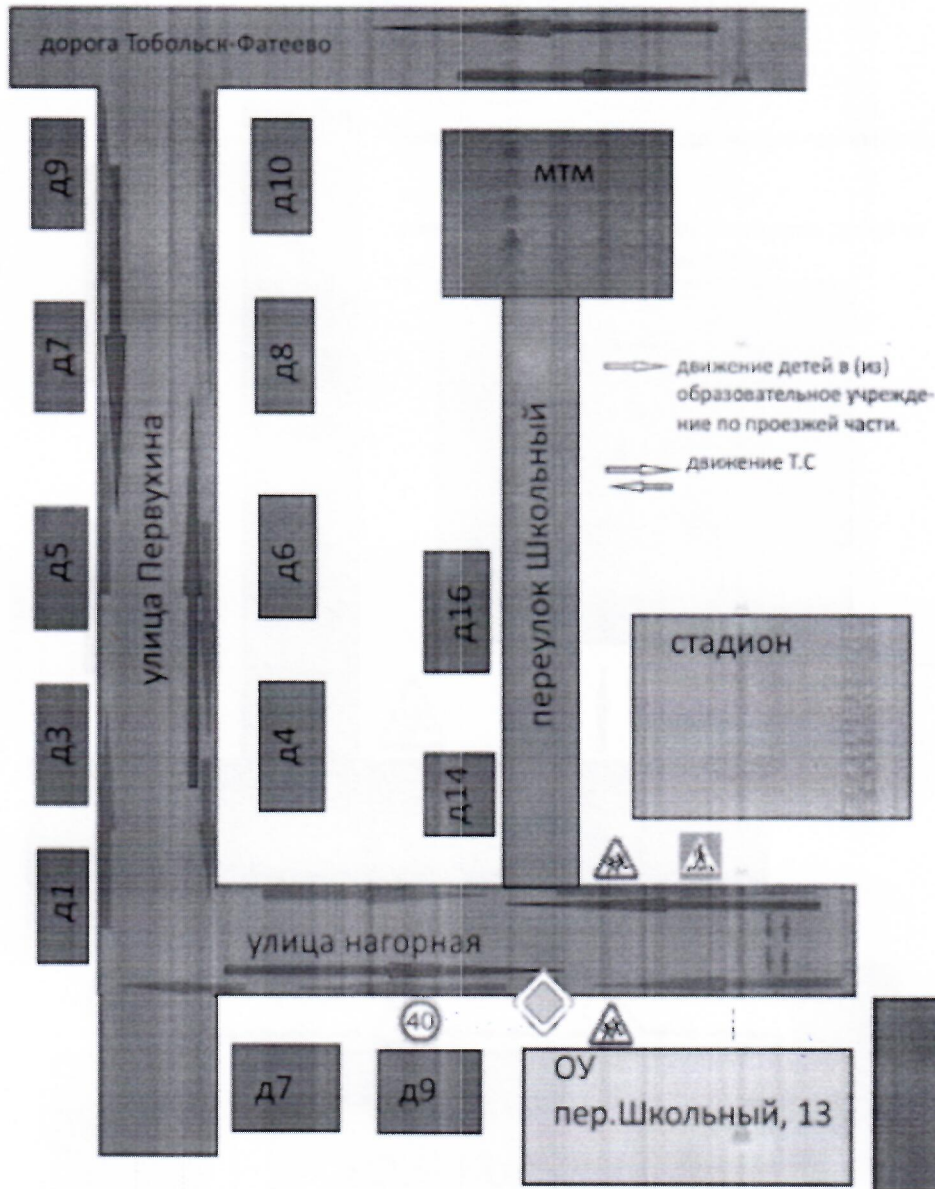 дорога Тобольск-Фатеево
д9
д10
мтм
д7
д8
движение детей в (из)
образовательное учрежде-
ние по проезжей части.
движение Т.С
улица Первухина
переулок Школьный
д5
д6
д16
стадион
д3
д4
д14
д1
улица нагорная
40
д7
д9
ОУ
пер.Школьный, 13